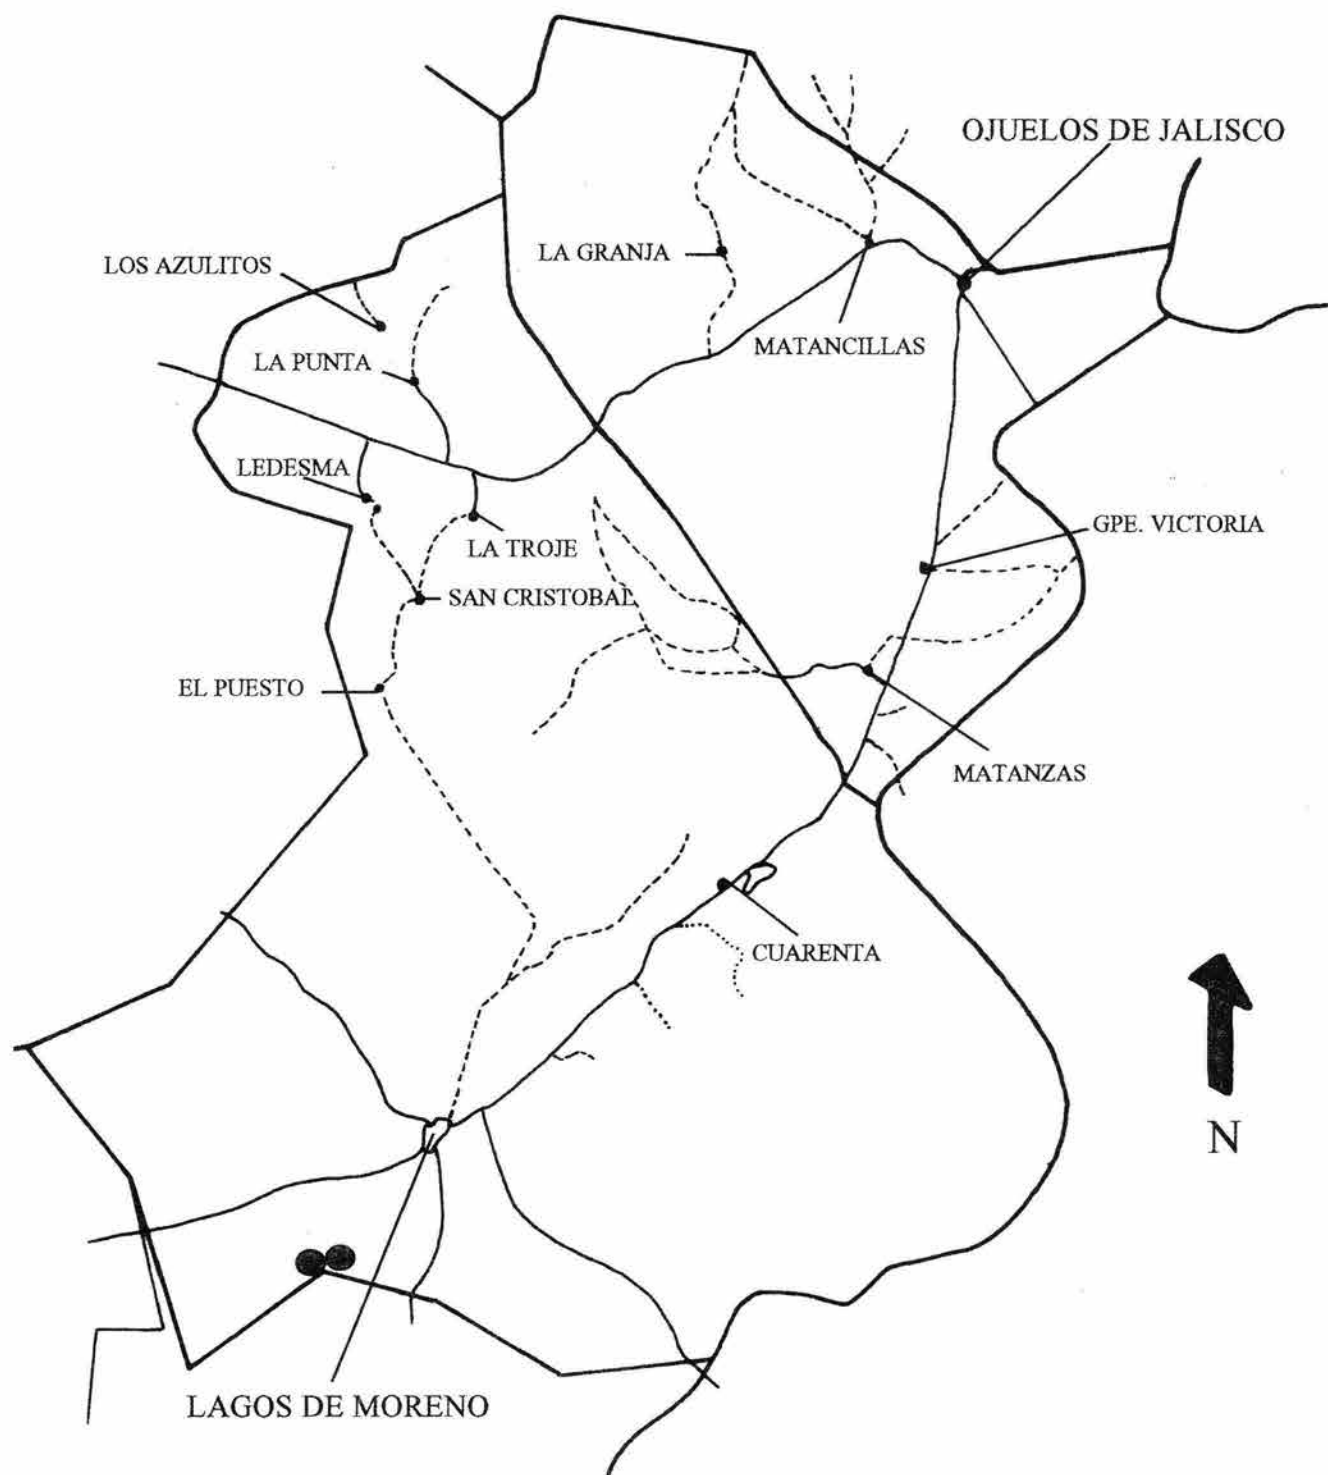 OJUELOS DE JALISCO
LA GRANJA
LOS AZULITOS
MATANCILLAS
LA PUNTA
LEDESMA
GPE. VICTORIA
LA TROJE
SAN CRISTOBAL
EL PUESTO
MATANZAS
CUARENTA
N
LAGOS DE MORENO